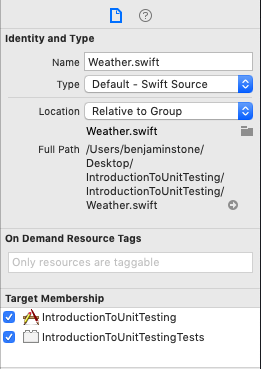 Identity and Type
Name Weather.swift
Type Default - Swift Source
Location Relative to Group
Weather.swift
Full Path /Users/benjaminstone/
Desktop/
IntroductionToUnitTesting/
IntroductionToUnitTesting/
Weather.swift
On Demand Resource Tags
Only resources are taggable
Target Membership
IntroductionToUnitTesting
IntroductionToUnitTestingTests